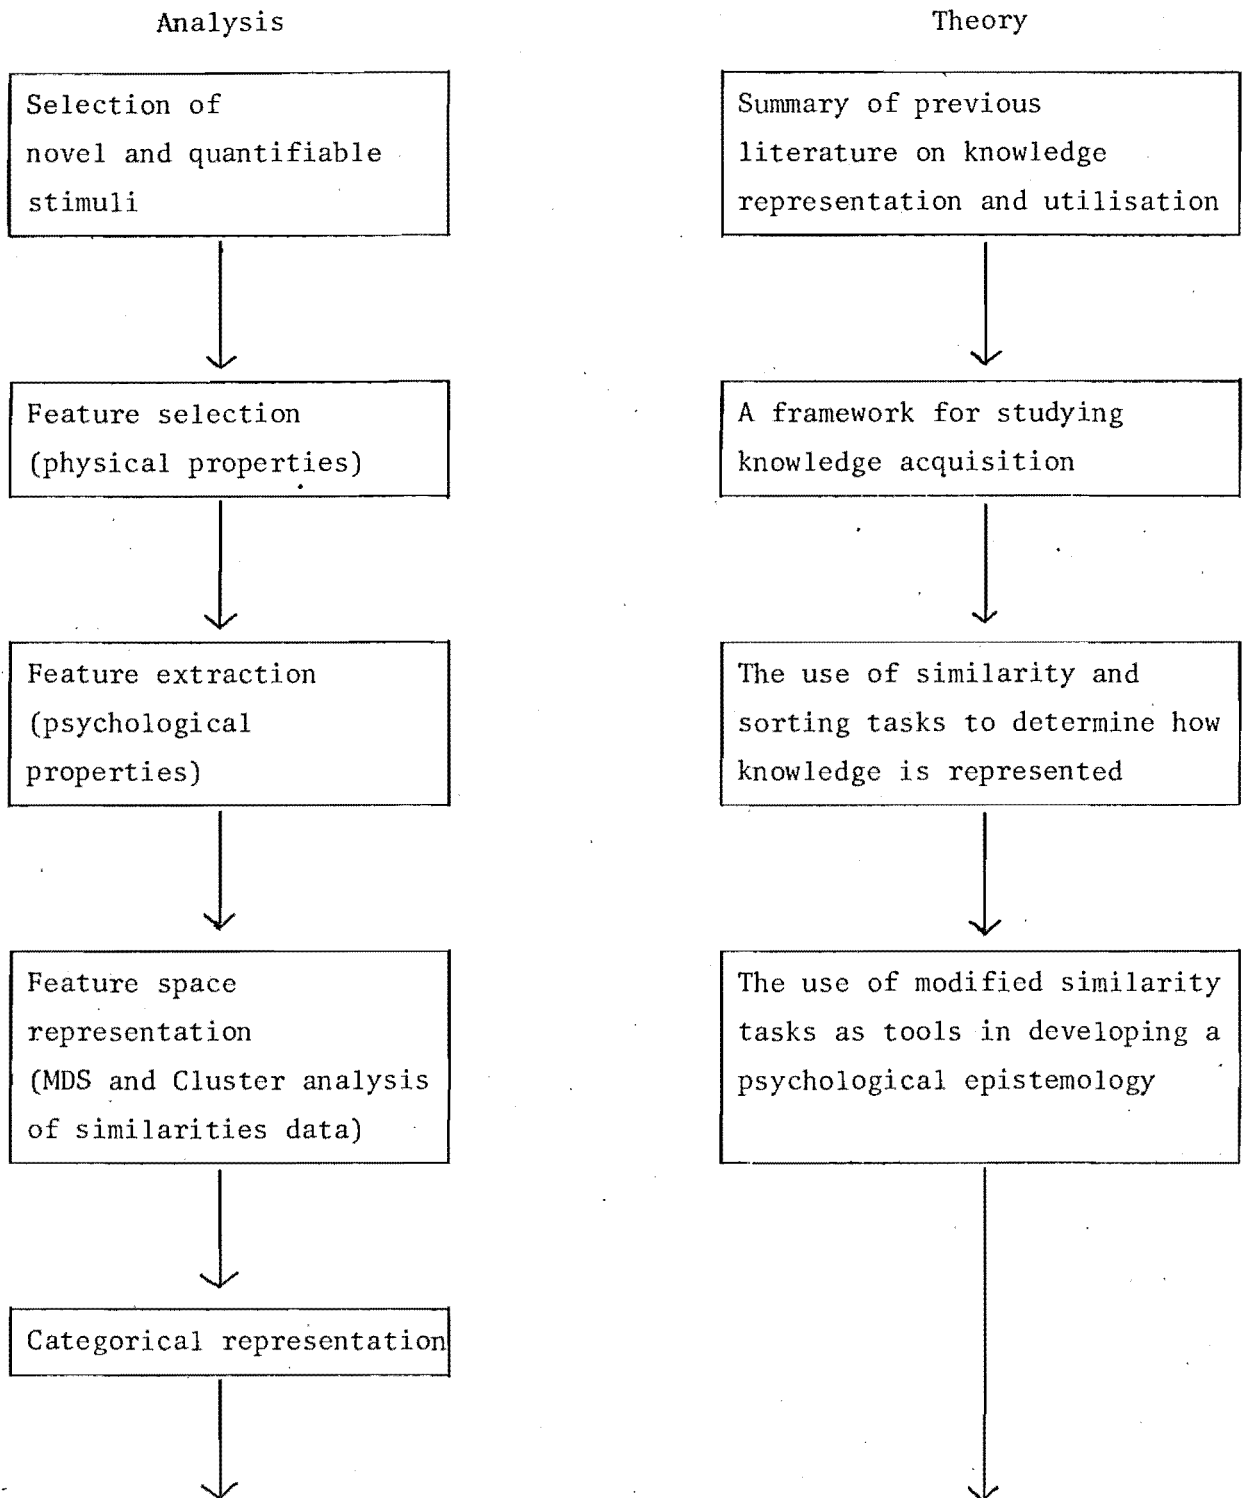 Analysis
Selection of
novel and quantifiable
stimuli
Feature selection
(physical properties)
Feature extraction
(psychological
properties)
Feature space
representation
(MDS and Cluster analysis
of similarities data)
Categorical representation
Theory
Summary of previous
literature on knowledge
representation and utilisation
A framework for studying
knowledge acquisition
The use of similarity and
sorting tasks to determine how
knowledge is represented
The use of modified similarity
tasks as tools in developing a
psychological epistemology